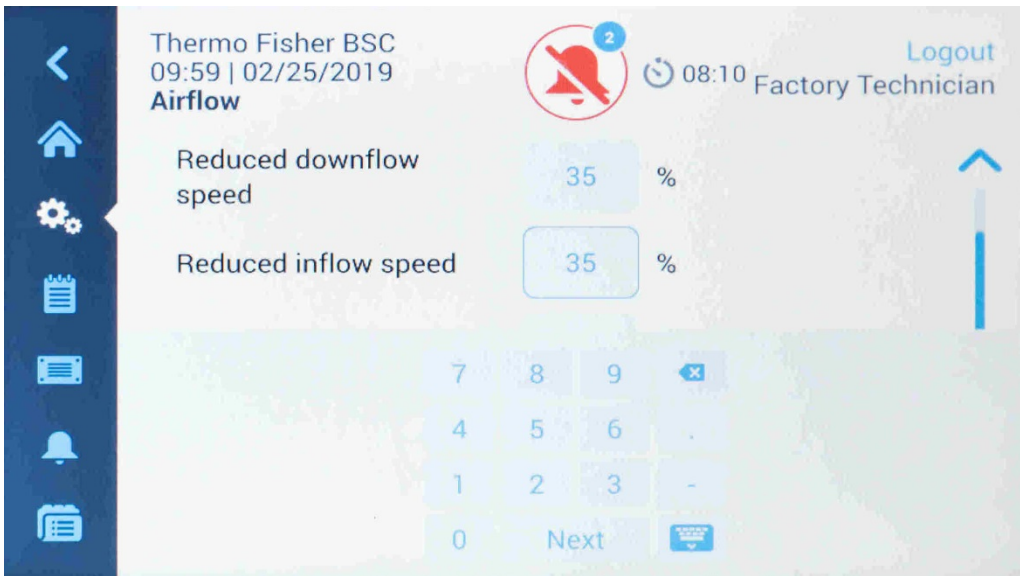 Thermo Fisher BSC
09:59 | 02/25/2019
Airflow
2
08:10
Logout
Factory Technician
Reduced downflow
speed
35 %
Reduced inflow speed
35 %
7 8 9
4 5 6 .
1 2 3 -
0 Next